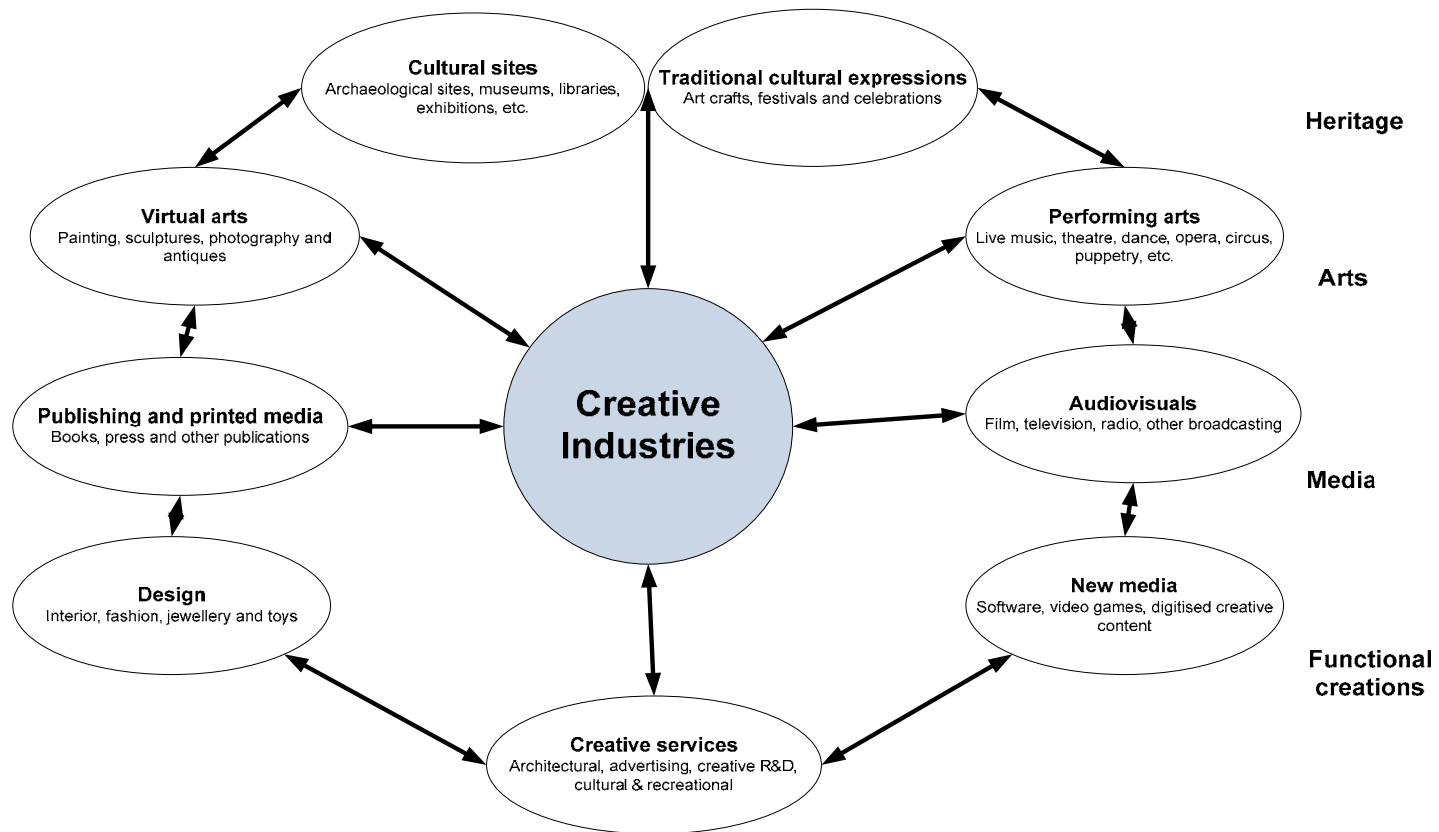 Cultural sites
Archaeological sites, museums, libraries,
exhibitions, etc.
Traditional cultural expressions
Art crafts, festivals and celebrations
Heritage
Virtual arts
Painting, sculptures, photography and
antiques
Performing arts
Live music, theatre, dance, opera, circus,
puppetry, etc.
Arts
Creative
Industries
Publishing and printed media
Books, press and other publications
Audiovisuals
Film, television, radio, other broadcasting
Media
Design
Interior, fashion, jewellery and toys
New media
Software, video games, digitised creative
content
Functional
creations
Creative services
Architectural, advertising, creative R&D,
cultural & recreational